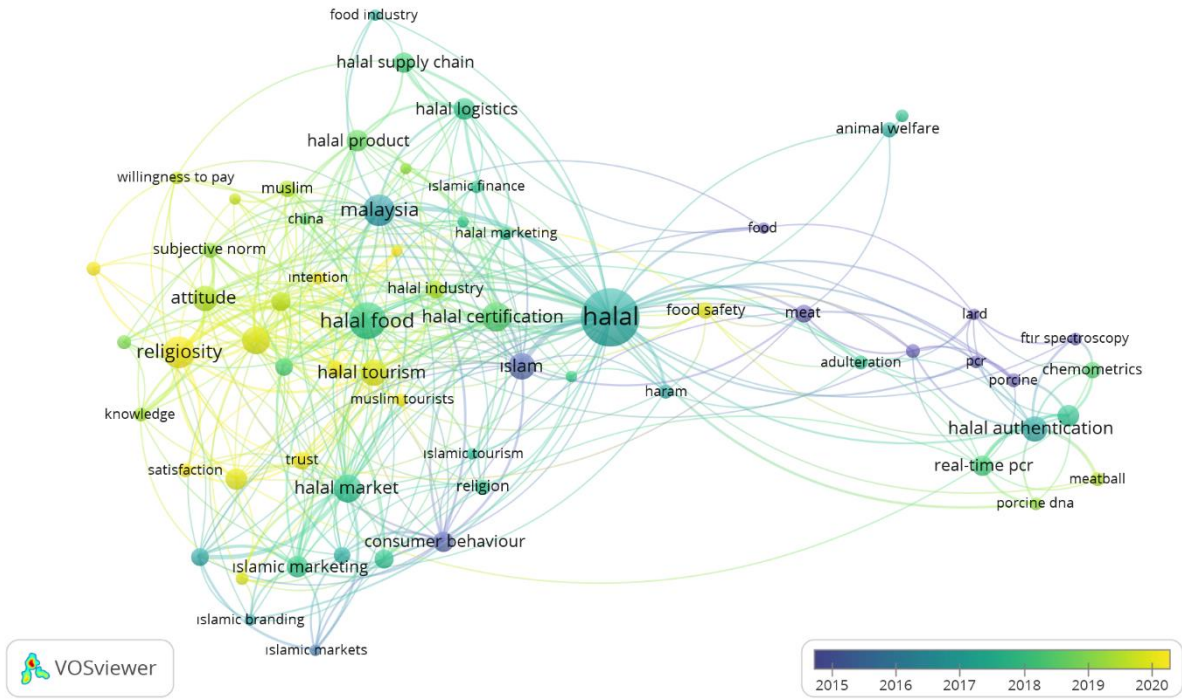 food industry
halal supply chain
halal logistics
animal welfare
halal product
willingness to pay
muslim
ıslamic finance
malaysia
china
food
halal marketing
subjective norm
ıntention
halal industry
attitude
halal food
halal certification
halal
food safety
meat
lard
ftır spectroscopy
religiosity
ıslam
adulteration
pcr
chemometrics
halal tourism
porcine
haram
muslim tourists
knowledge
halal authentication
ıslamic tourism
trust
satisfaction
real-time pcr
halal market
religion
meatball
porcine dna
consumer behaviour
ıslamic marketing
ıslamic branding
ıslamic markets
VOSviewer
2015 2016 2017 2018 2019 2020